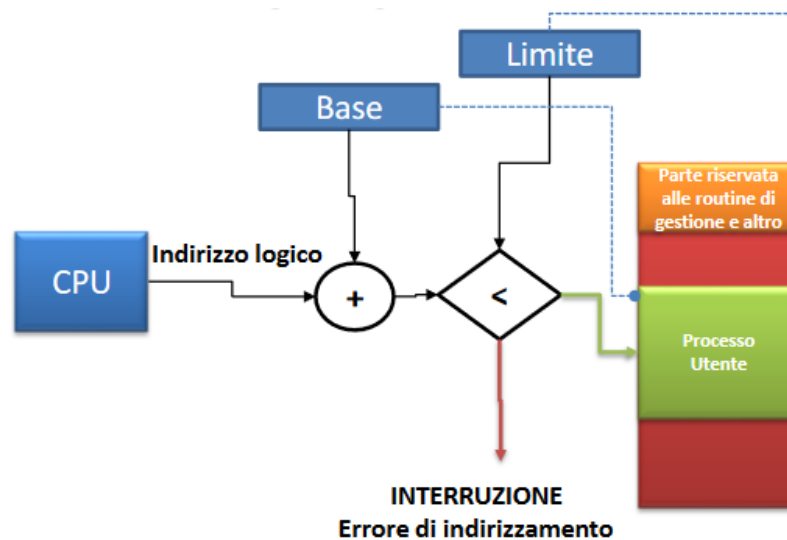 Limite
Base
Parte riservata
alle routine di
gestione e altro
Indirizzo logico
CPU
+
<
Processo
Utente
INTERRUZIONE
Errore di indirizzamento